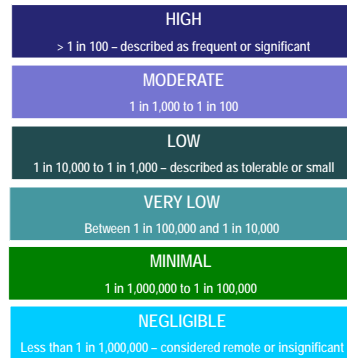 HIGH
> 1 in 100 – described as frequent or significant
MODERATE
1 in 1,000 to 1 in 100
LOW
1 in 10,000 to 1 in 1,000 – described as tolerable or small
VERY LOW
Between 1 in 100,000 and 1 in 10,000
MINIMAL
1 in 1,000,000 to 1 in 100,000
NEGLIGIBLE
Less than 1 in 1,000,000 – considered remote or insignificant